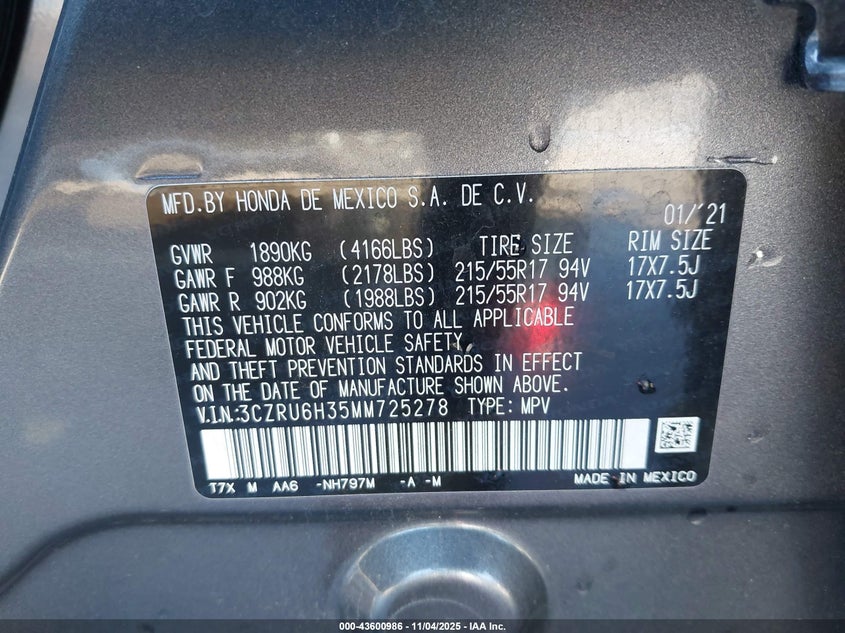 MFD.BY HONDA DE MEXICO S.A. DE C.V.
01/'21
GVWR 1890KG (4166LBS) TIRE SIZE RIM SIZE
GAWR F 988KG (2178LBS) 215/55R17 94V 17X7.5J
GAWR R 902KG (1988LBS) 215/55R17 94V 17X7.5J
THIS VEHICLE CONFORMS TO ALL APPLICABLE
FEDERAL MOTOR VEHICLE SAFETY,
AND THEFT PREVENTION STANDARDS IN EFFECT
ON THE DATE OF MANUFACTURE SHOWN ABOVE.
V.I.N.:3CZRU6H35MM725278 TYPE: MPV
T7X M AA6 -NH797M -A -M MADE IN MEXICO
000-43600986 - 11/04/2025 - IAA Inc.